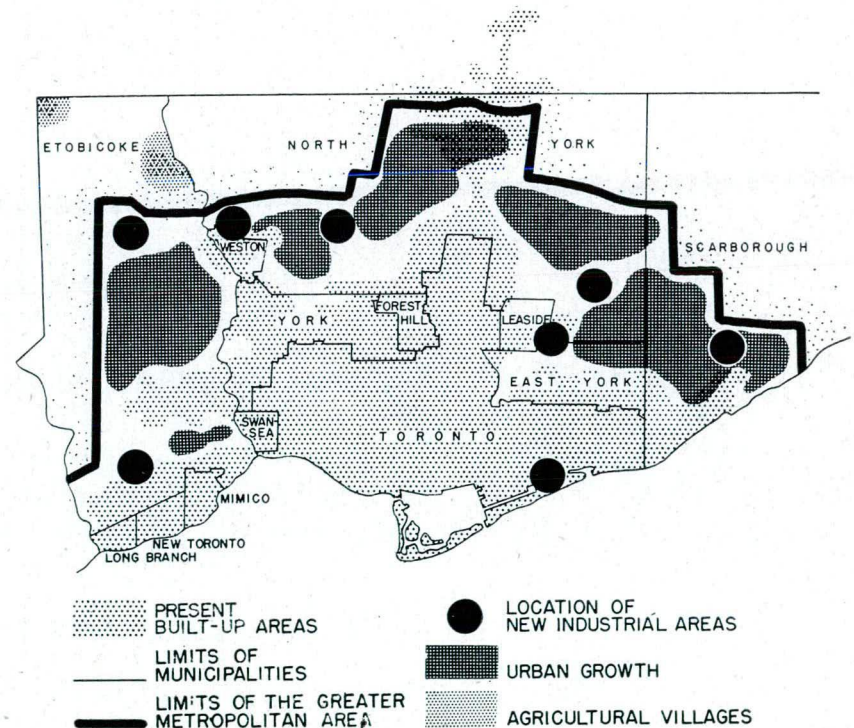 ETOBICOKE
NORTH YORK
WESTON
SCARBOROUGH
YORK
FOREST
HILL
LEASIDE
EAST YORK
SWAN-
SEA
TORONTO
MIMICO
NEW TORONTO
LONG BRANCH
PRESENT
BUILT-UP AREAS
LIMITS OF
MUNICIPALITIES
LIMITS OF THE GREATER
METROPOLITAN AREA
LOCATION OF
NEW INDUSTRIAL AREAS
URBAN GROWTH
AGRICULTURAL VILLAGES